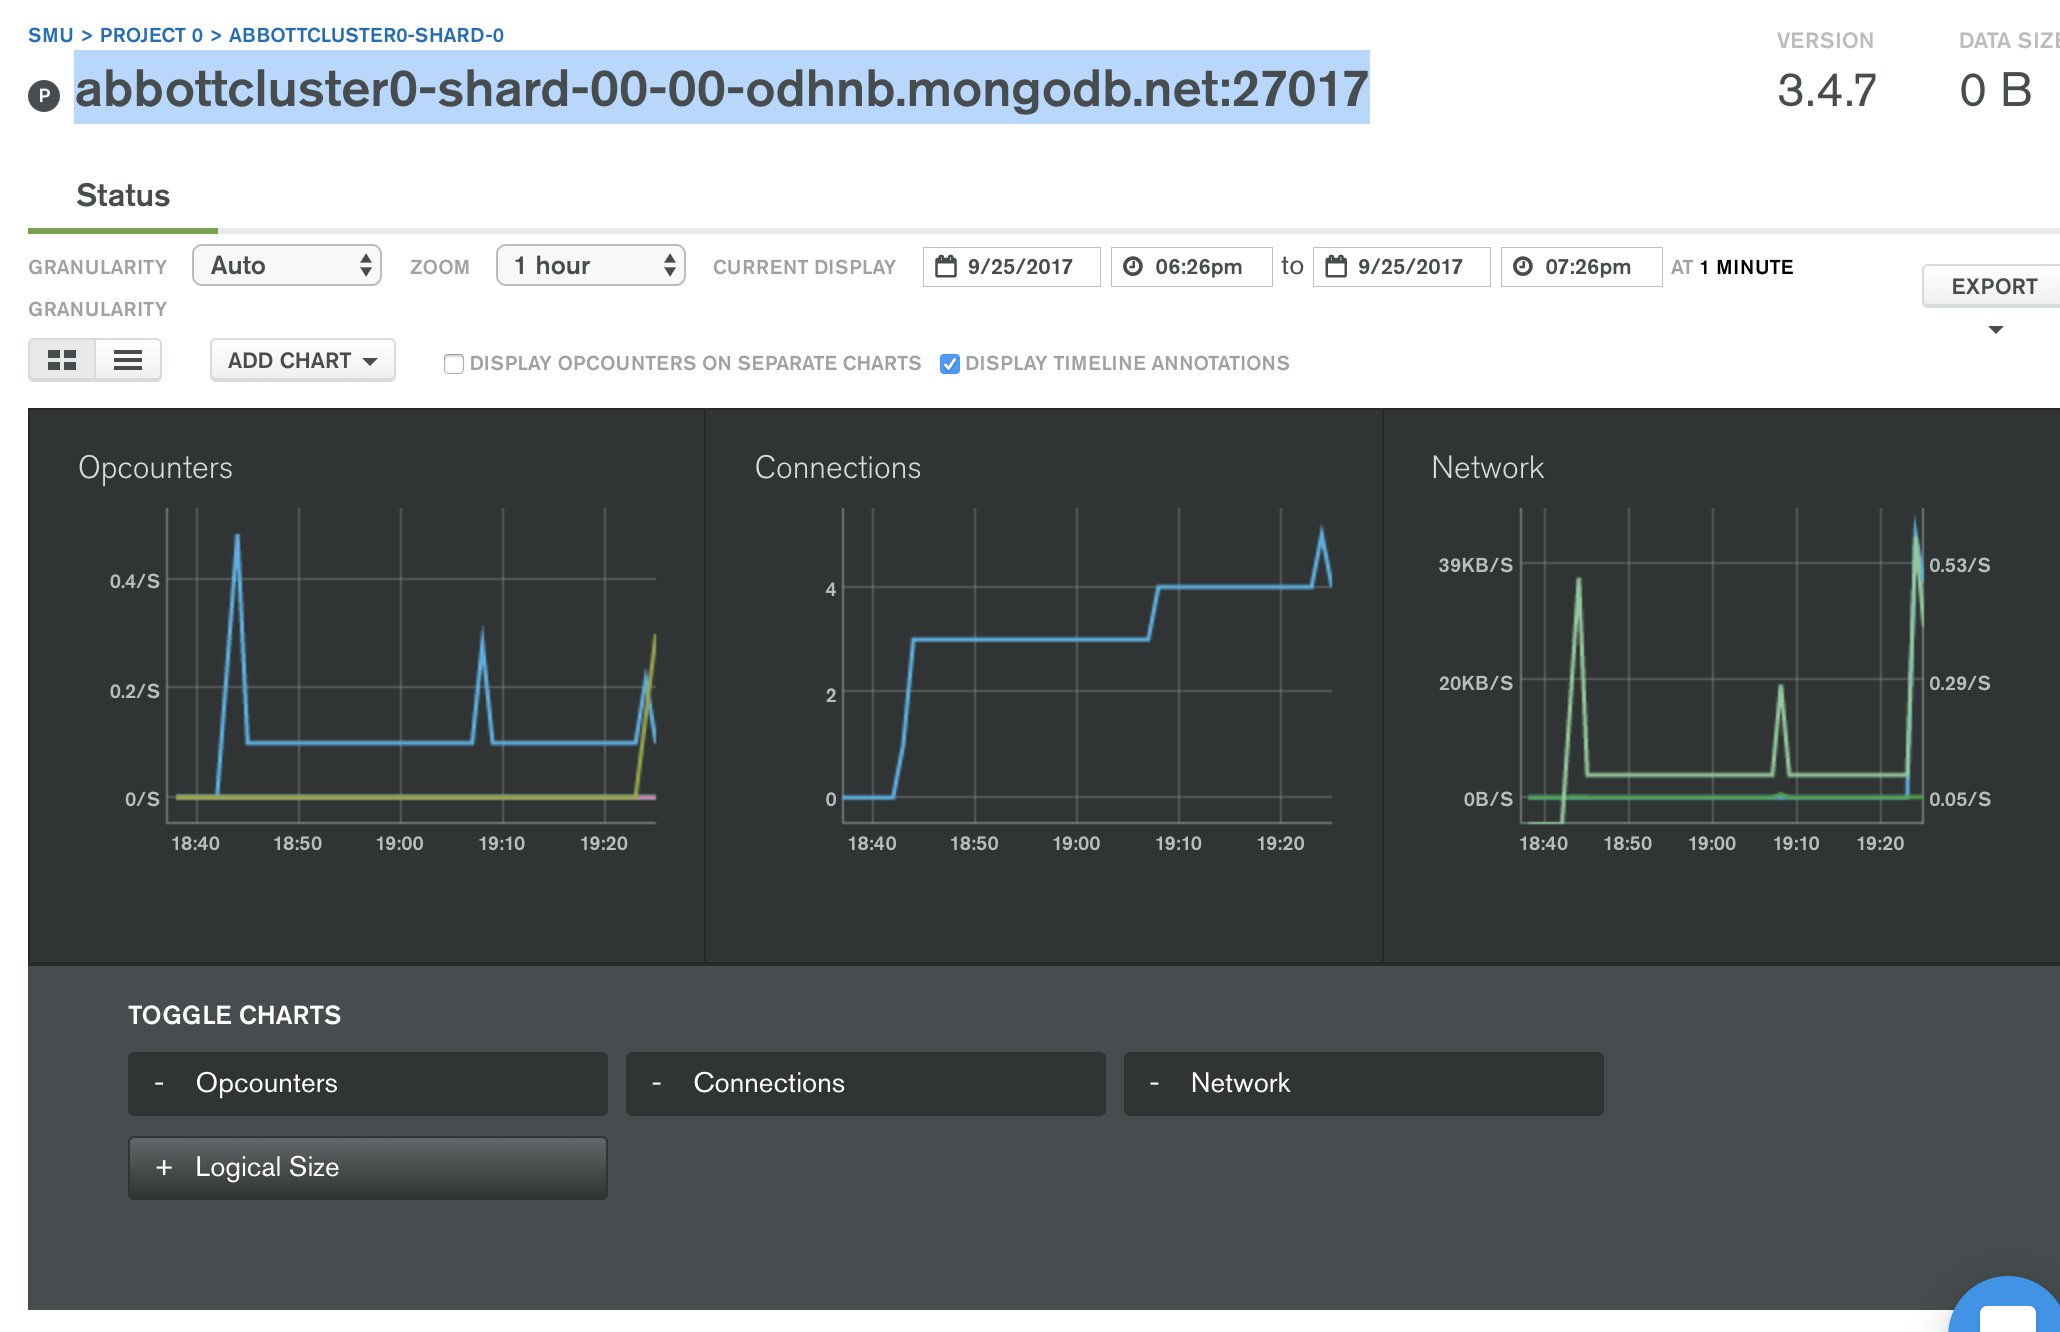 SMU > PROJECT 0 > ABBOTTCLUSTER0-SHARD-0
P abbottcluster0-shard-00-00-odhnb.mongodb.net:27017
VERSION
3.4.7
DATA SIZE
0 B
Status
GRANULARITY Auto ZOOM 1 hour CURRENT DISPLAY 9/25/2017 06:26pm to 9/25/2017 07:26pm AT 1 MINUTE
GRANULARITY
EXPORT
ADD CHART DISPLAY OPCOUNTERS ON SEPARATE CHARTS DISPLAY TIMELINE ANNOTATIONS
Opcounters
0.4/S
0.2/S
0/S
18:40 18:50 19:00 19:10 19:20
Connections
4
2
0
18:40 18:50 19:00 19:10 19:20
Network
39KB/S 0.53/S
20KB/S 0.29/S
0B/S 0.05/S
18:40 18:50 19:00 19:10 19:20
TOGGLE CHARTS
- Opcounters
- Connections
- Network
+ Logical Size